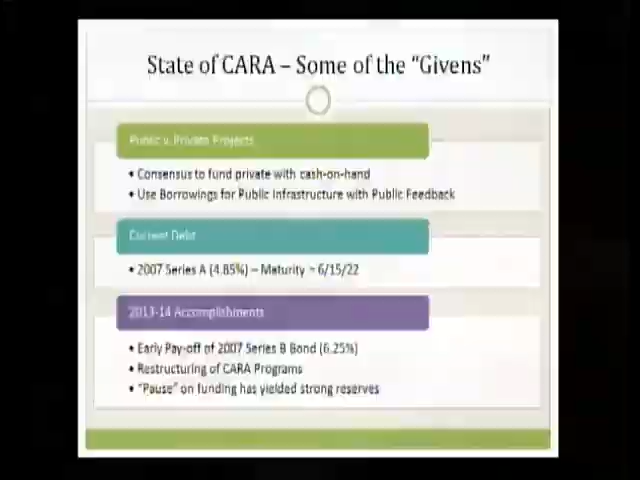 State of CARA – Some of the "Givens"
Public v. Private Projects
• Consensus to fund private with cash-on-hand
• Use Borrowings for Public Infrastructure with Public Feedback
Current Debt
• 2007 Series A (4.85%) – Maturity = 6/15/22
2013-14 Accomplishments
• Early Pay-off of 2007 Series B Bond (6.25%)
• Restructuring of CARA Programs
• "Pause" on funding has yielded strong reserves